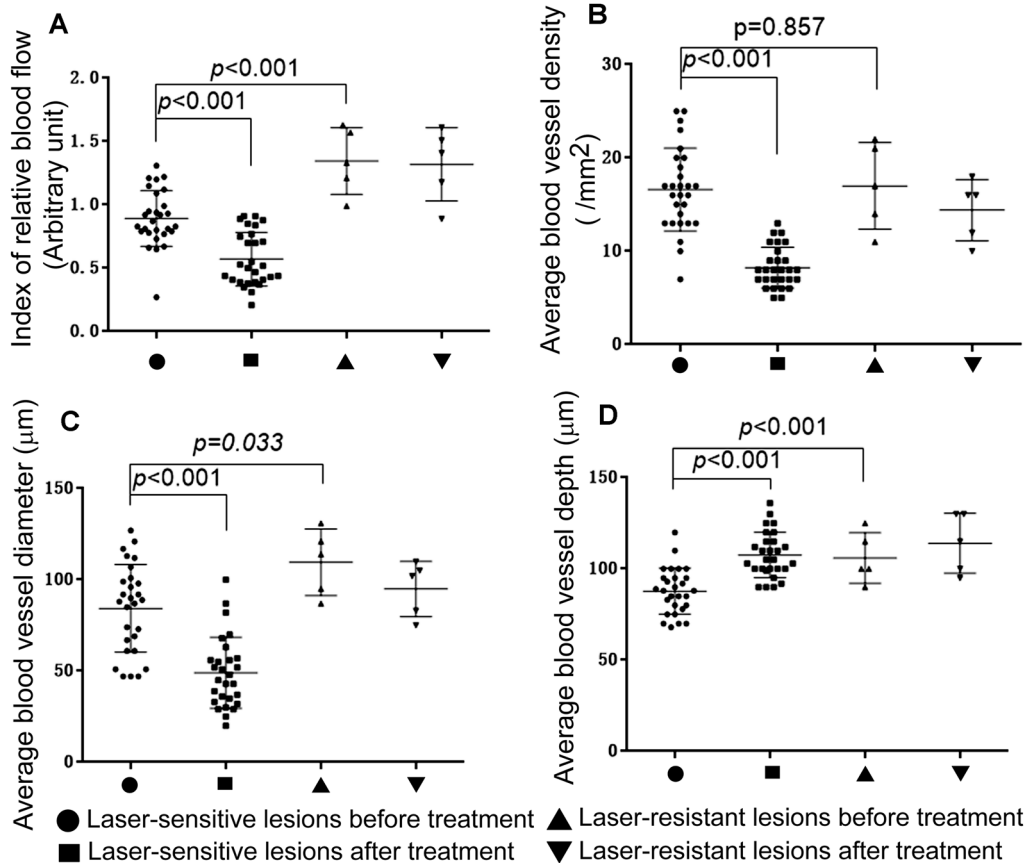 A
Index of relative blood flow
(Arbitrary unit)
p<0.001
p<0.001
2.0
1.5
1.0
0.5
0.0
B
Average blood vessel density
( /mm2)
p=0.857
p<0.001
30
20
10
0
C
Average blood vessel diameter (μm)
p=0.033
p<0.001
150
100
50
0
D
Average blood vessel depth (μm)
p<0.001
p<0.001
150
100
50
0
Laser-sensitive lesions before treatment
Laser-resistant lesions before treatment
Laser-sensitive lesions after treatment
Laser-resistant lesions after treatment